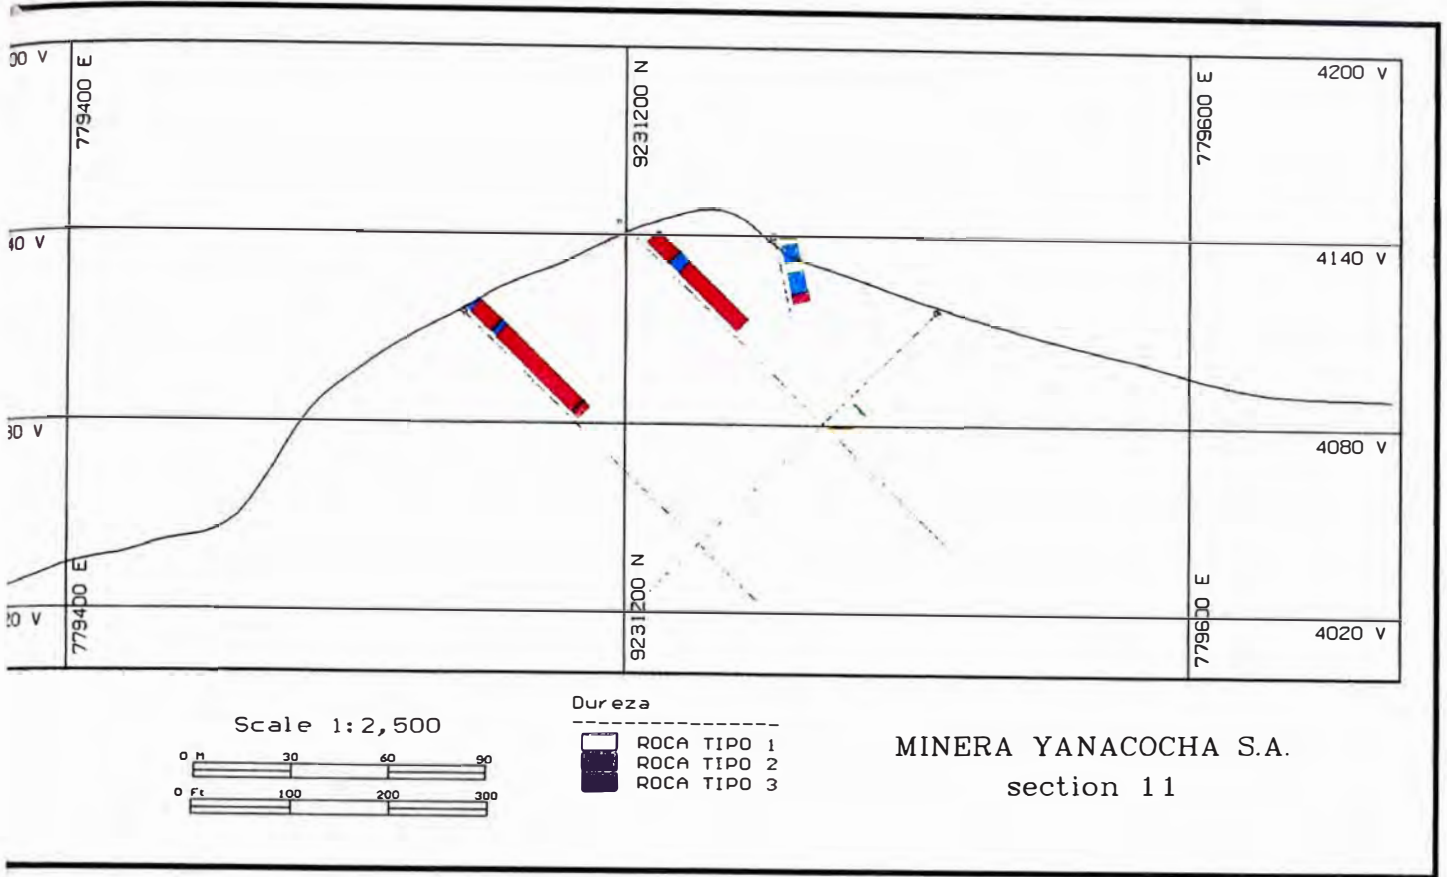 00 V
779400 E
9231200 N
779600 E
4200 V
40 V
4140 V
80 V
4080 V
20 V
779400 E
9231200 N
779600 E
4020 V
Scale 1:2,500
0 M 30 60 90
0 Ft 100 200 300
Dureza
ROCA TIPO 1
ROCA TIPO 2
ROCA TIPO 3
MINERA YANACOCHA S.A.
section 11